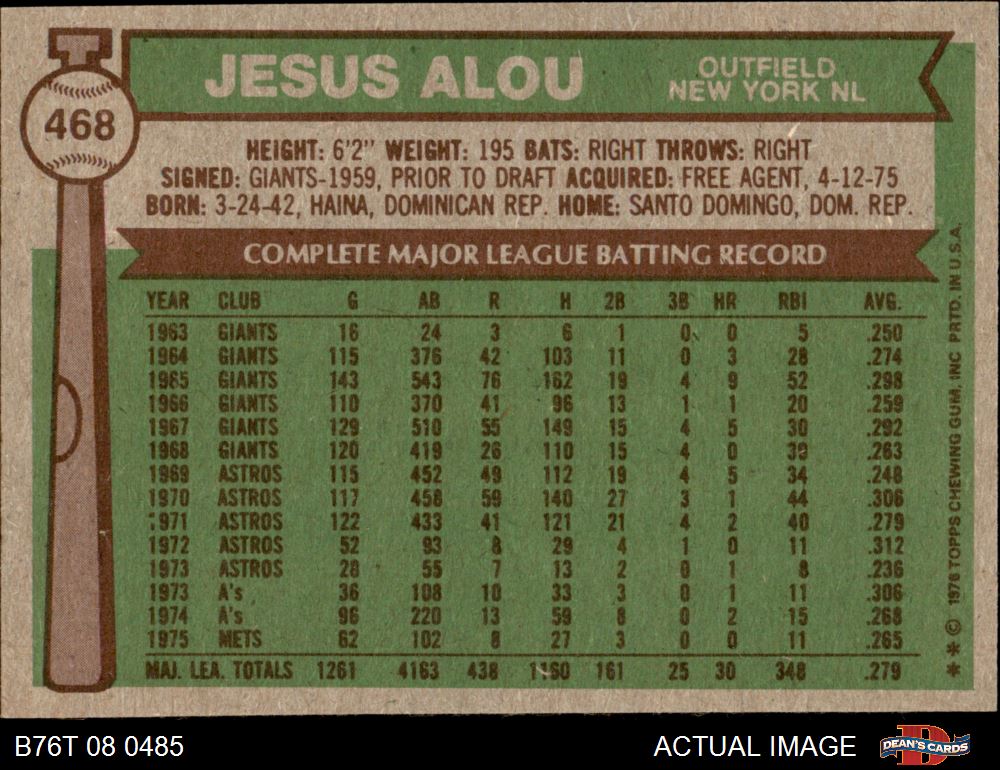 468
JESUS ALOU
OUTFIELD
NEW YORK NL
HEIGHT: 6'2" WEIGHT: 195 BATS: RIGHT THROWS: RIGHT
SIGNED: GIANTS-1959, PRIOR TO DRAFT ACQUIRED: FREE AGENT, 4-12-75
BORN: 3-24-42, HAINA, DOMINICAN REP. HOME: SANTO DOMINGO, DOM. REP.
COMPLETE MAJOR LEAGUE BATTING RECORD
YEAR CLUB G AB R H 2B 3B HR RBI AVG.
1963 GIANTS 16 24 3 6 1 0 0 5 .250
1964 GIANTS 115 376 42 103 11 0 3 28 .274
1965 GIANTS 143 543 76 162 19 4 9 52 .298
1966 GIANTS 110 370 41 96 13 1 1 20 .259
1967 GIANTS 129 510 55 149 15 4 5 30 .292
1968 GIANTS 120 419 26 110 15 4 0 39 .263
1969 ASTROS 115 452 49 112 19 4 5 34 .248
1970 ASTROS 117 458 59 140 27 3 1 44 .306
1971 ASTROS 122 433 41 121 21 4 2 40 .279
1972 ASTROS 52 93 8 29 4 1 0 11 .312
1973 ASTROS 28 55 7 13 2 0 1 8 .236
1973 A's 36 108 10 33 3 0 1 11 .306
1974 A's 96 220 13 59 8 0 2 15 .268
1975 METS 62 102 8 27 3 0 0 11 .265
MAJ. LEA. TOTALS 1261 4163 438 1160 161 25 30 348 .279
* * © 1976 TOPPS CHEWING GUM, INC PRTD. IN U.S.A.
B76T 08 0485
ACTUAL IMAGE
DEAN'S CARDS